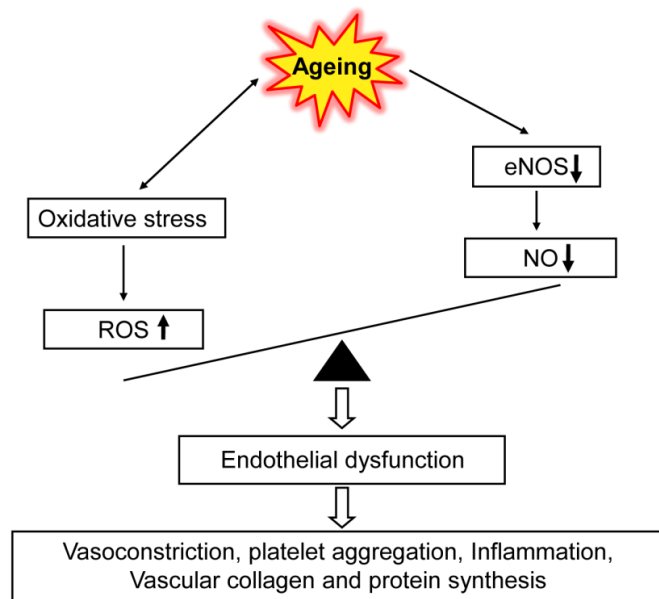 Ageing
eNOS↓
Oxidative stress
NO↓
ROS↑
Endothelial dysfunction
Vasoconstriction, platelet aggregation, Inflammation,
Vascular collagen and protein synthesis